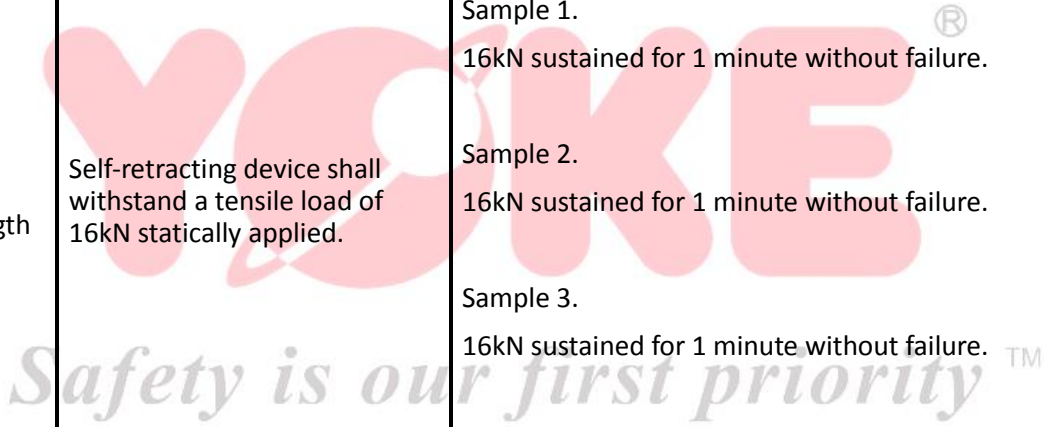 gth
Self-retracting device shall
withstand a tensile load of
16kN statically applied.
Sample 1.
16kN sustained for 1 minute without failure.
Sample 2.
16kN sustained for 1 minute without failure.
Sample 3.
16kN sustained for 1 minute without failure.
YOKE ®
Safety is our first priority TM